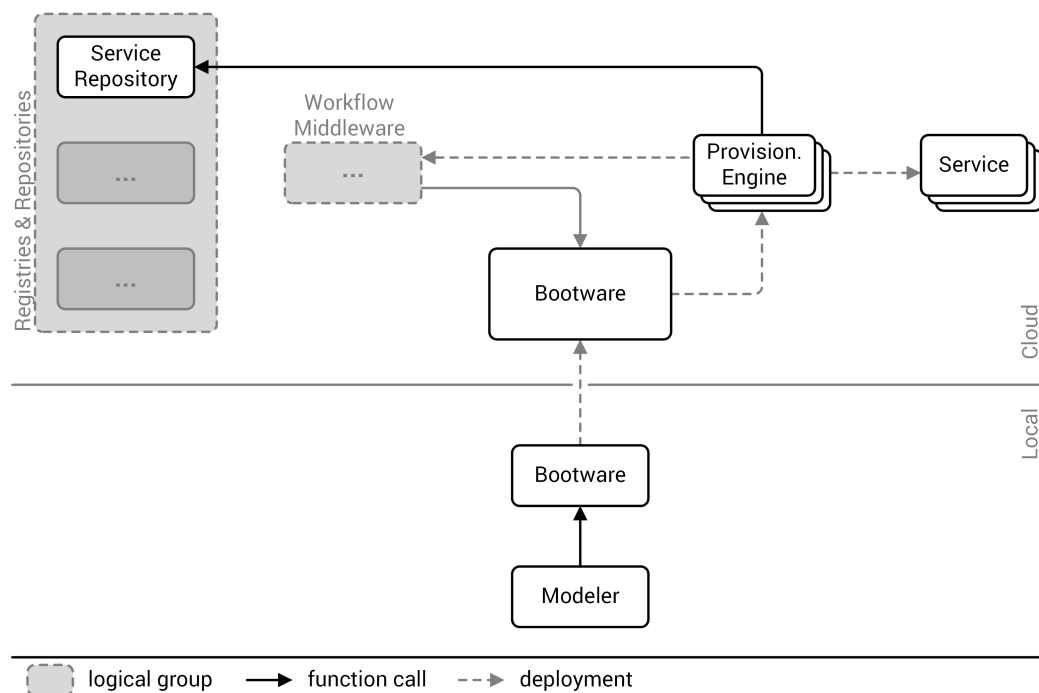 Service
Repository
Registries & Repositories
...
...
Workflow
Middleware
...
Provision.
Engine
Service
Bootware
Cloud
Local
Bootware
Modeler
logical group
function call
deployment